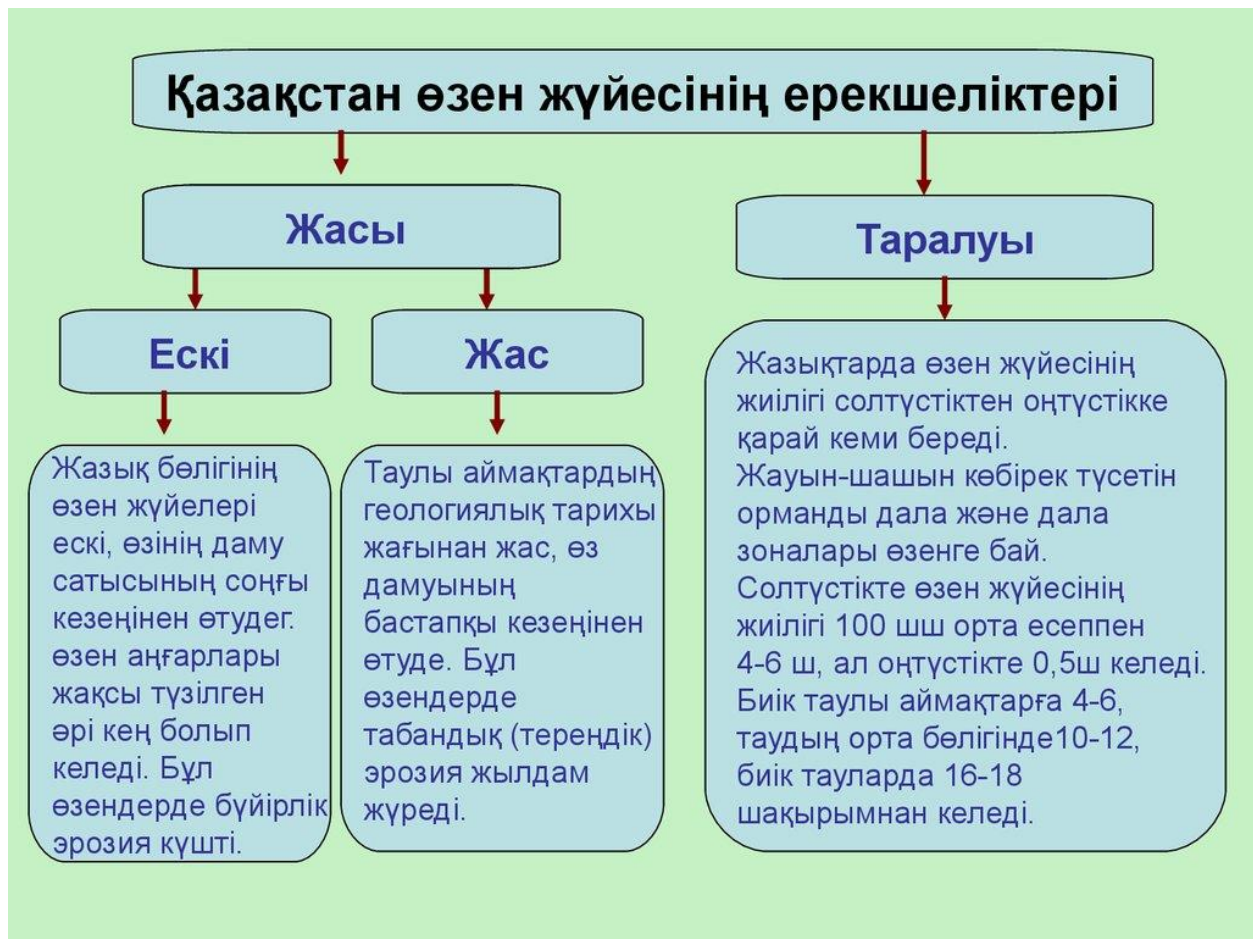 Қазақстан өзен жүйесінің ерекшеліктері
Жасы
Таралуы
Ескі
Жас
Жазық бөлігінің
өзен жүйелері
ескі, өзінің даму
сатысының соңғы
кезеңінен өтудег.
өзен аңғарлары
жақсы түзілген
әрі кең болып
келеді. Бұл
өзендерде бүйірлік
эрозия күшті.
Таулы аймақтардың
геологиялық тарихы
жағынан жас, өз
дамуының
бастапқы кезеңінен
өтуде. Бұл
өзендерде
табандық (тереңдік)
эрозия жылдам
жүреді.
Жазықтарда өзен жүйесінің
жиілігі солтүстіктен оңтүстікке
қарай кеми береді.
Жауын-шашын көбірек түсетін
орманды дала және дала
зоналары өзенге бай.
Солтүстікте өзен жүйесінің
жиілігі 100 шш орта есеппен
4-6 ш, ал оңтүстікте 0,5ш келеді.
Биік таулы аймақтарға 4-6,
таудың орта бөлігінде10-12,
биік тауларда 16-18
шақырымнан келеді.